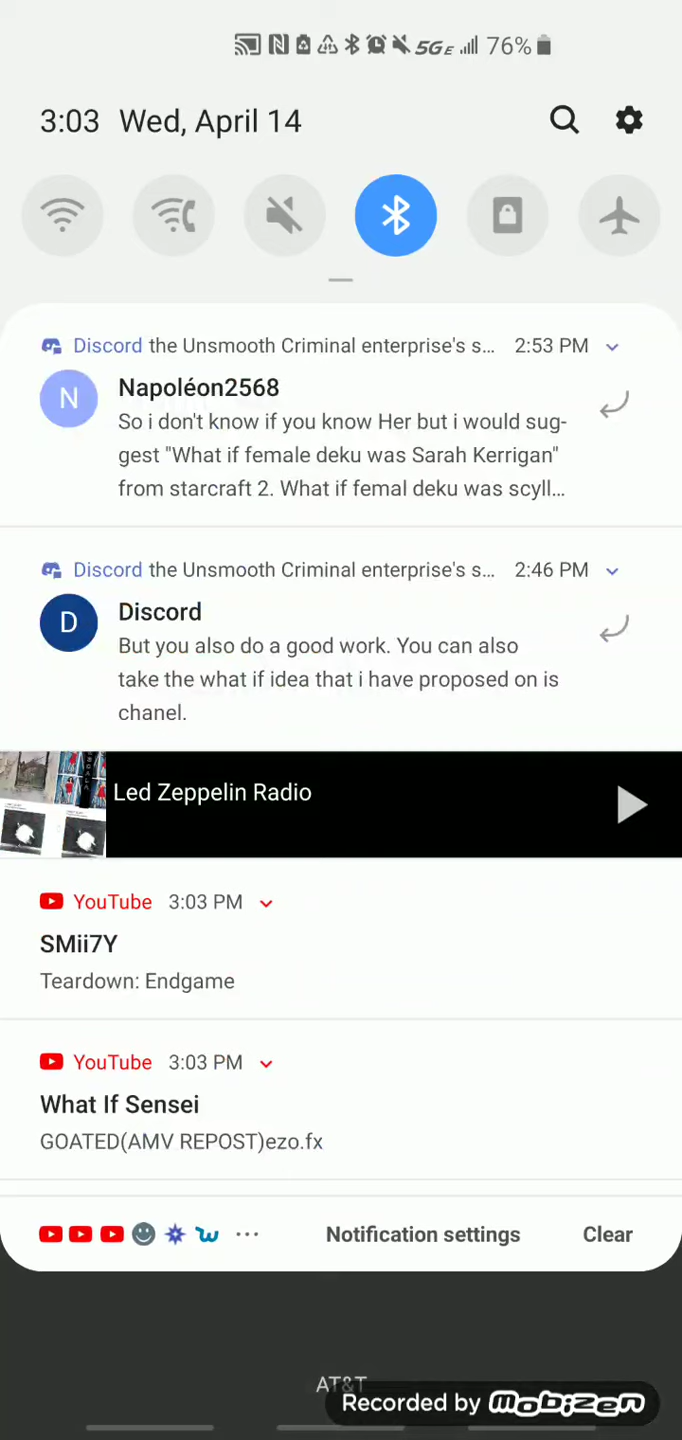 5GE 76%
3:03 Wed, April 14
Discord the Unsmooth Criminal enterprise's s... 2:53 PM
N
Napoléon2568
So i don't know if you know Her but i would sug-
gest "What if female deku was Sarah Kerrigan"
from starcraft 2. What if femal deku was scyll...
Discord the Unsmooth Criminal enterprise's s... 2:46 PM
D
Discord
But you also do a good work. You can also
take the what if idea that i have proposed on is
chanel.
Led Zeppelin Radio
YouTube 3:03 PM
SMii7Y
Teardown: Endgame
YouTube 3:03 PM
What If Sensei
GOATED(AMV REPOST)ezo.fx
Notification settings Clear
AT&T
Recorded by mobizen